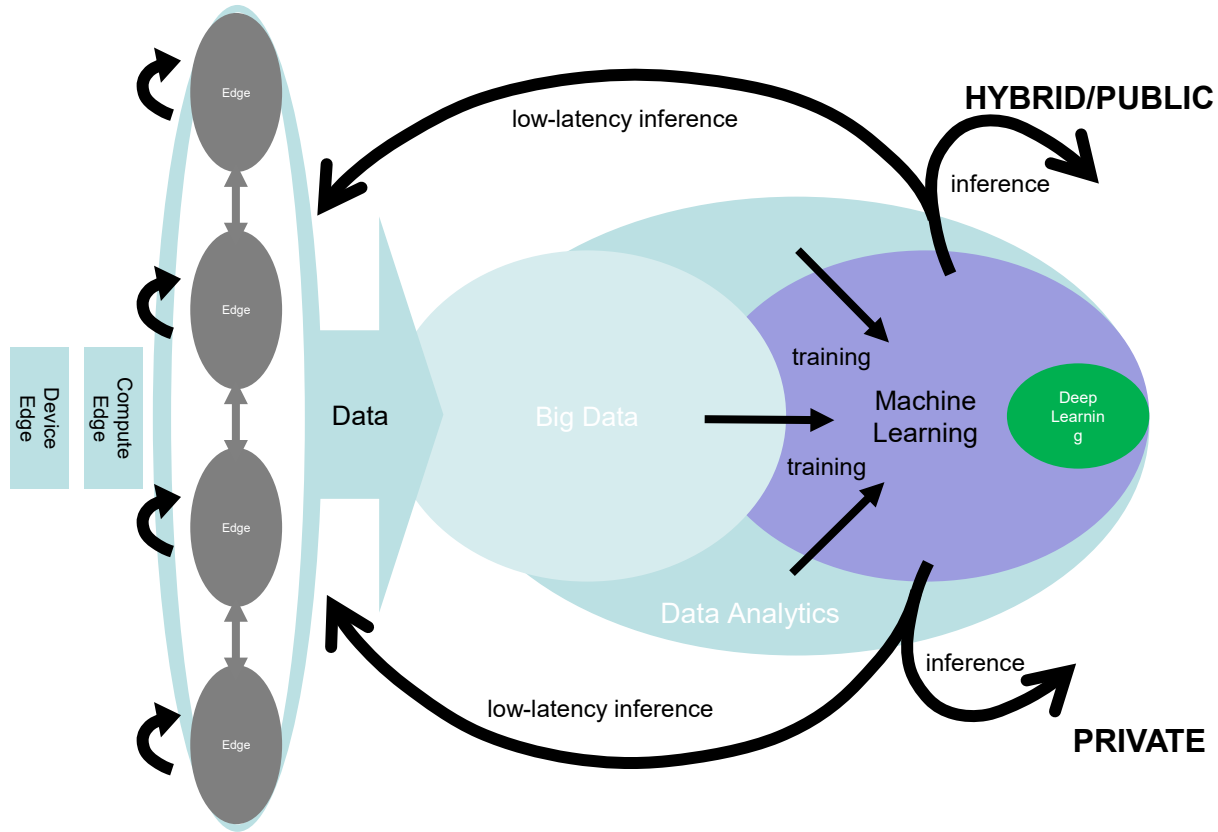 Edge
HYBRID/PUBLIC
low-latency inference
inference
Edge
Device
Edge
Compute
Edge
training
Data
Big Data
Machine
Learning
Deep
Learnin
g
training
Edge
Data Analytics
inference
low-latency inference
PRIVATE
Edge